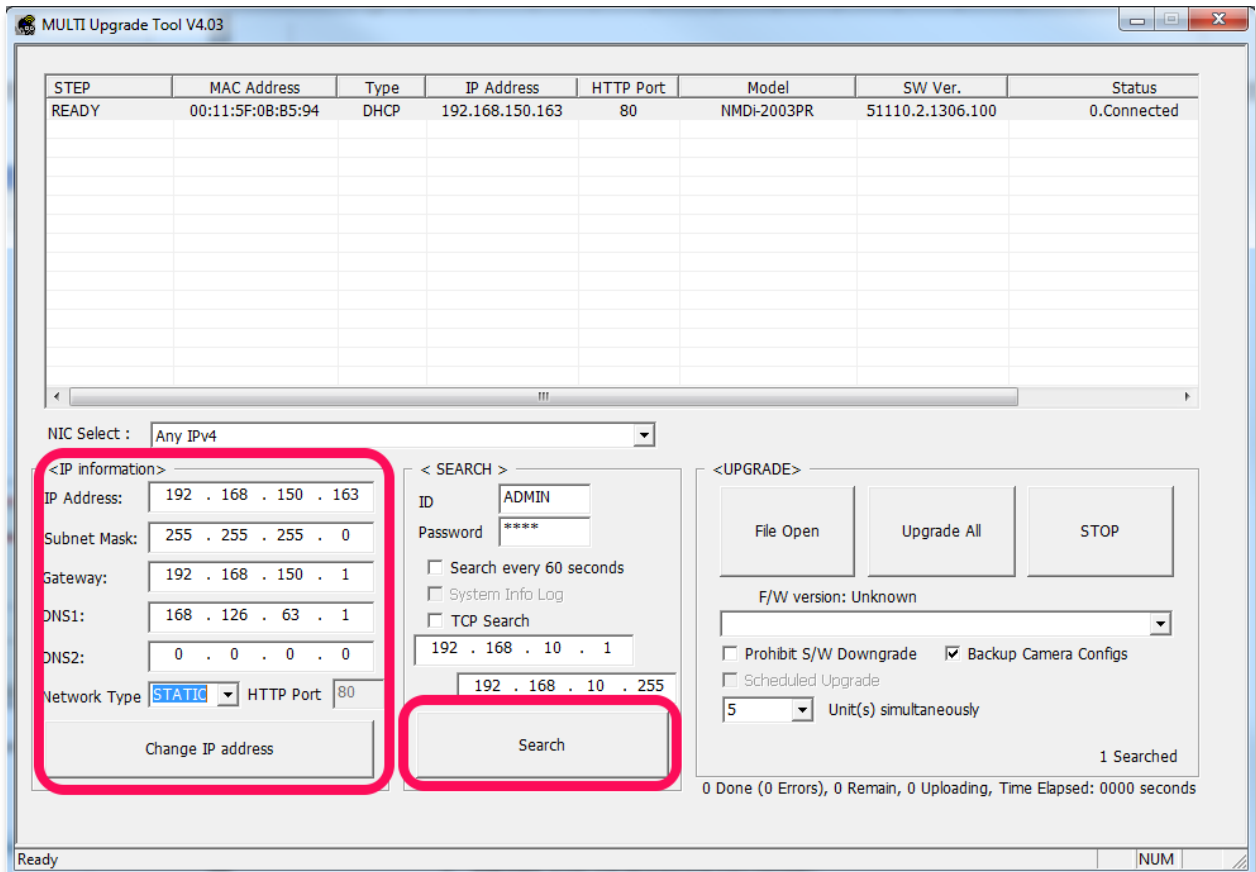 MULTI Upgrade Tool V4.03
STEP MAC Address Type IP Address HTTP Port Model SW Ver. Status
READY 00:11:5F:0B:B5:94 DHCP 192.168.150.163 80 NMDi-2003PR 51110.2.1306.100 0.Connected
NIC Select : Any IPv4
<IP information>
IP Address: 192 . 168 . 150 . 163
Subnet Mask: 255 . 255 . 255 . 0
Gateway: 192 . 168 . 150 . 1
DNS1: 168 . 126 . 63 . 1
DNS2: 0 . 0 . 0 . 0
Network Type STATIC HTTP Port 80
Change IP address
< SEARCH >
ID ADMIN
Password ****
Search every 60 seconds
System Info Log
TCP Search
192 . 168 . 10 . 1
192 . 168 . 10 . 255
Search
<UPGRADE>
File Open Upgrade All STOP
F/W version: Unknown
Prohibit S/W Downgrade Backup Camera Configs
Scheduled Upgrade
5 Unit(s) simultaneously
1 Searched
0 Done (0 Errors), 0 Remain, 0 Uploading, Time Elapsed: 0000 seconds
Ready NUM